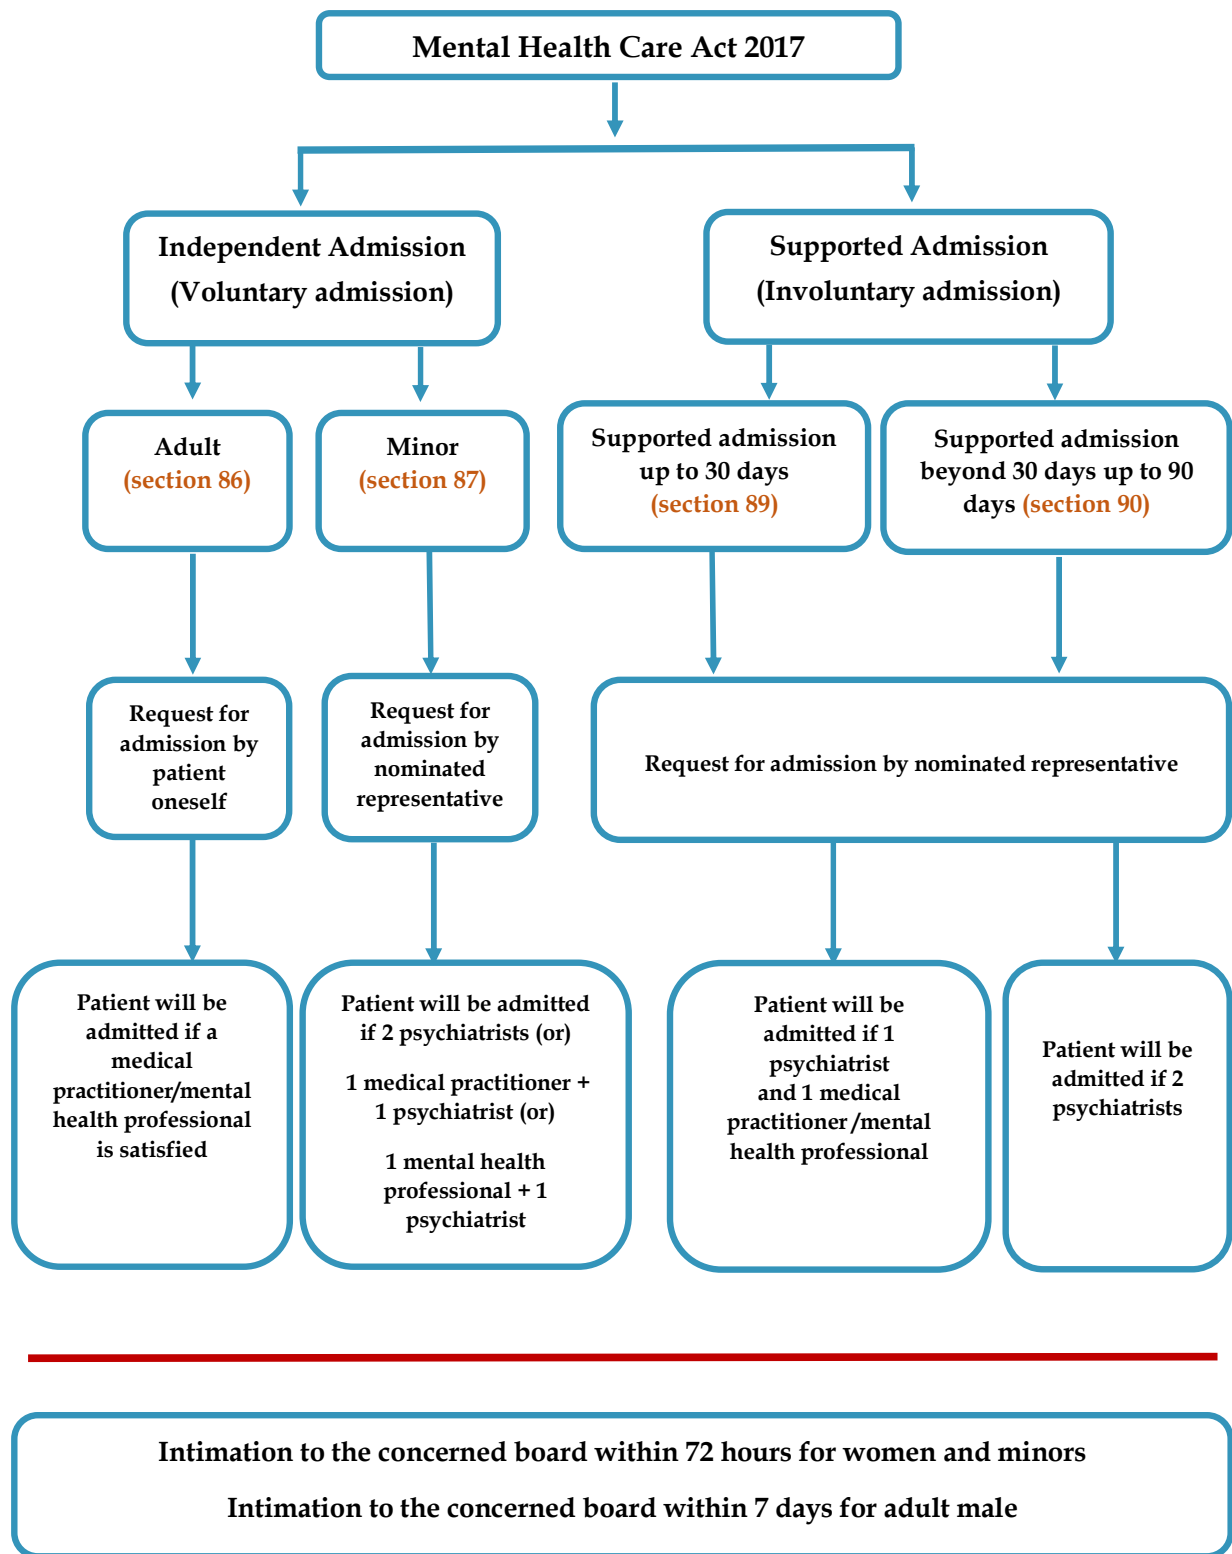 Mental Health Care Act 2017
Independent Admission
(Voluntary admission)
Supported Admission
(Involuntary admission)
Adult
(section 86)
Minor
(section 87)
Supported admission
up to 30 days
(section 89)
Supported admission
beyond 30 days up to 90
days (section 90)
Request for
admission by
patient
oneself
Request for
admission by
nominated
representative
Request for admission by nominated representative
Patient will be
admitted if a
medical
practitioner/mental
health professional
is satisfied
Patient will be admitted
if 2 psychiatrists (or)
1 medical practitioner +
1 psychiatrist (or)
1 mental health
professional + 1
psychiatrist
Patient will be
admitted if 1
psychiatrist
and 1 medical
practitioner/mental
health professional
Patient will be
admitted if 2
psychiatrists
Intimation to the concerned board within 72 hours for women and minors
Intimation to the concerned board within 7 days for adult male